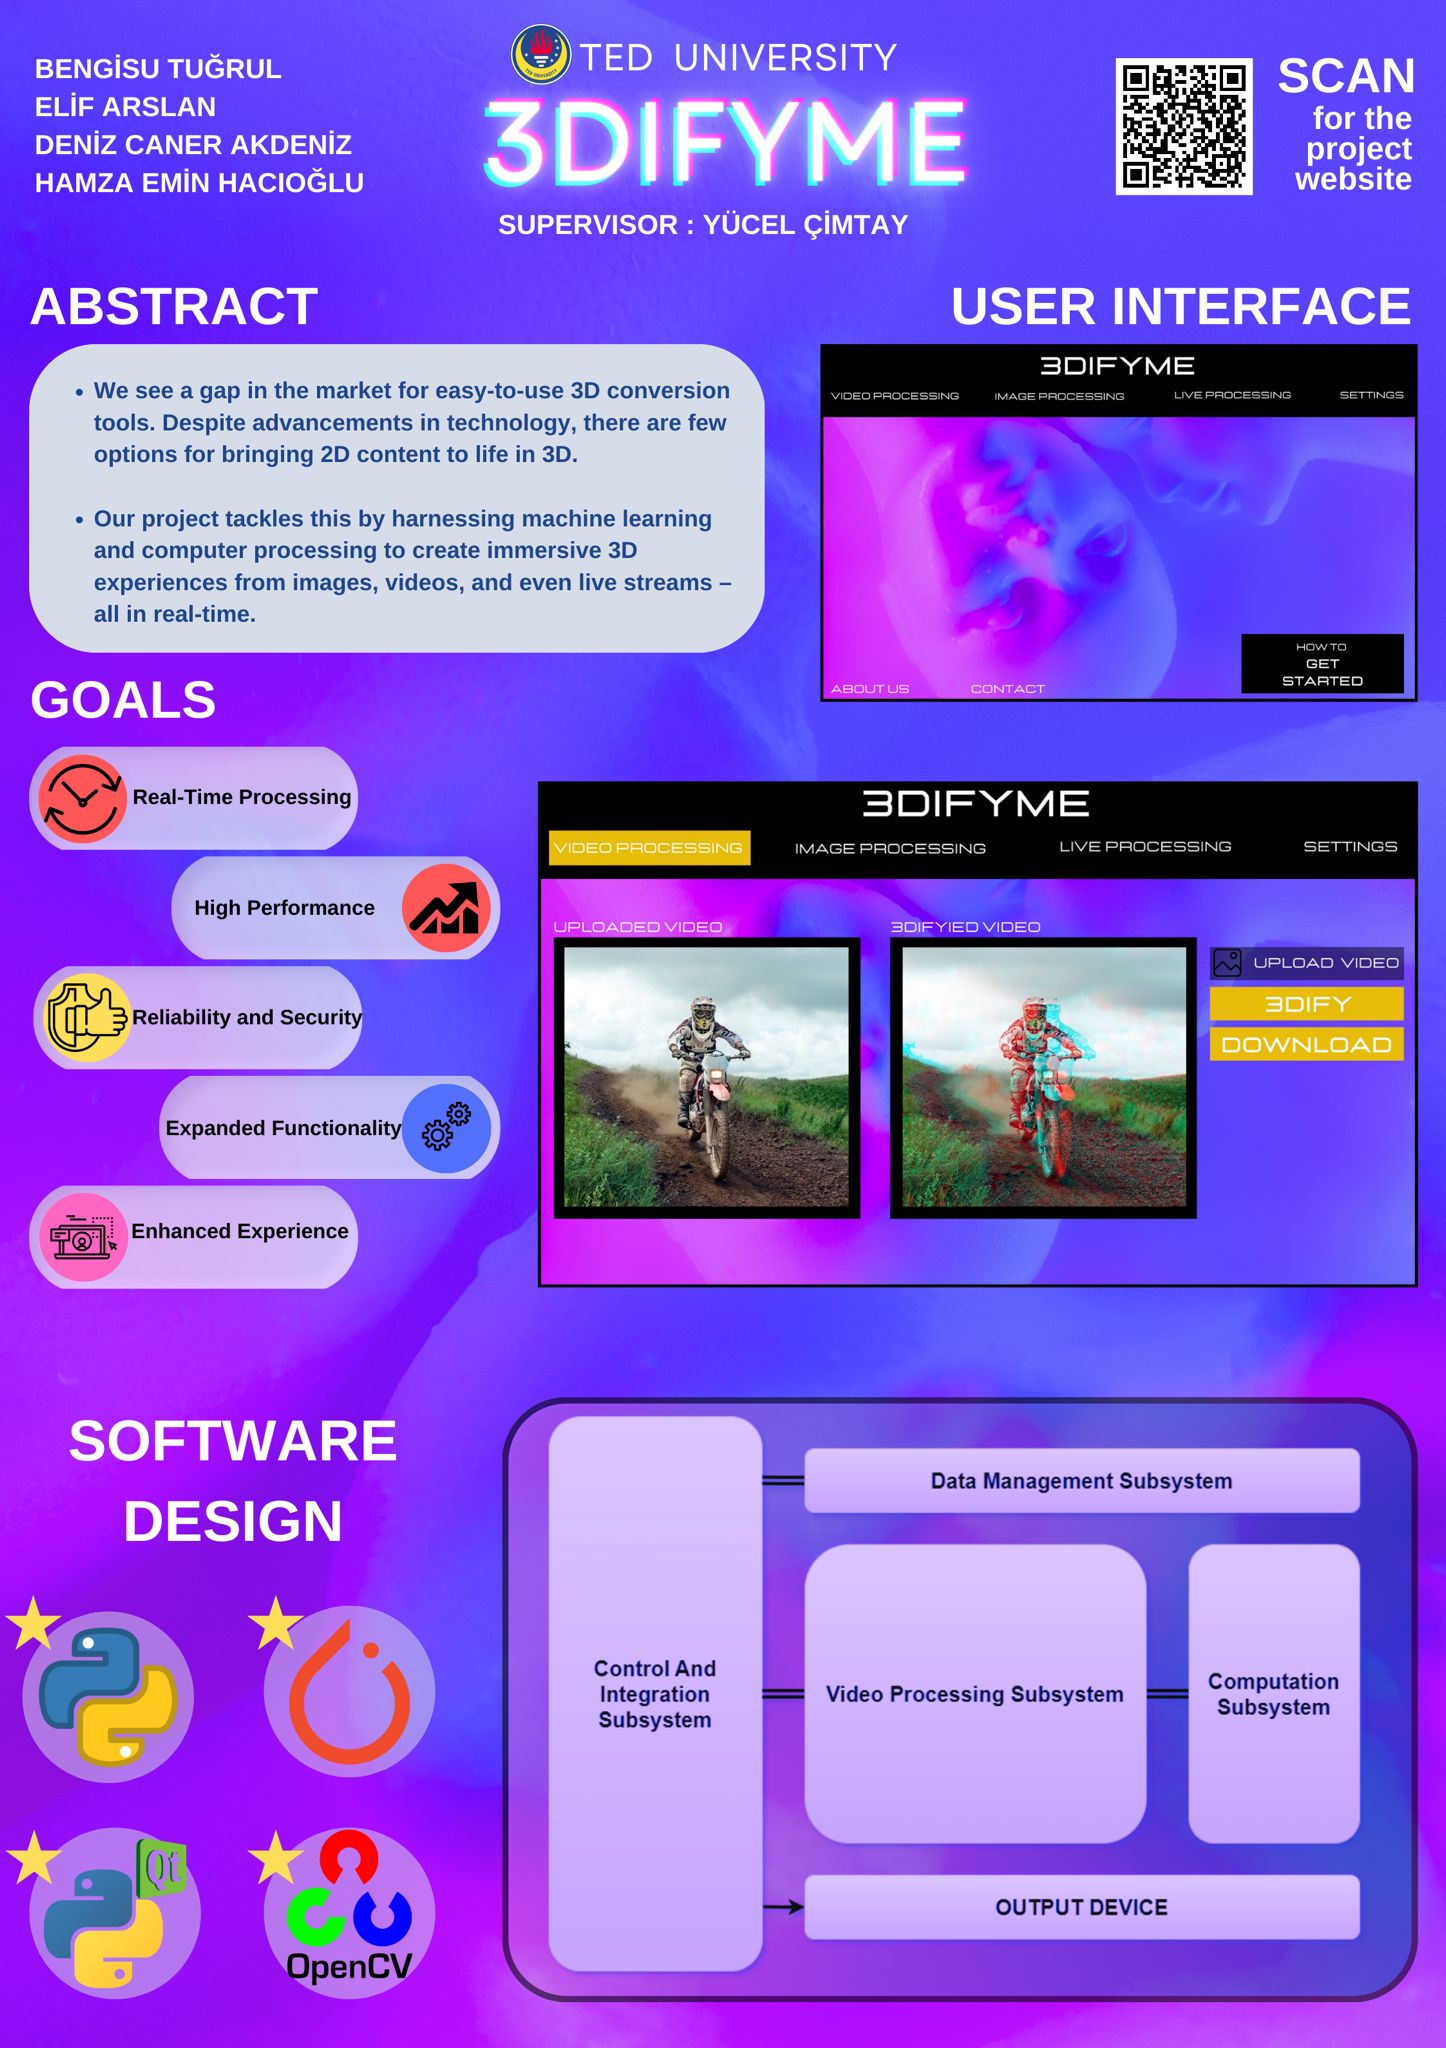 BENGİSU TUĞRUL
ELİF ARSLAN
DENİZ CANER AKDENİZ
HAMZA EMİN HACIOĞLU
TED UNIVERSITY
3DIFYME
SUPERVISOR : YÜCEL ÇİMTAY
SCAN
for the
project
website
ABSTRACT
• We see a gap in the market for easy-to-use 3D conversion
tools. Despite advancements in technology, there are few
options for bringing 2D content to life in 3D.
• Our project tackles this by harnessing machine learning
and computer processing to create immersive 3D
experiences from images, videos, and even live streams –
all in real-time.
USER INTERFACE
3DIFYME
VIDEO PROCESSING IMAGE PROCESSING LIVE PROCESSING SETTINGS
HOW TO
GET
STARTED
ABOUT US CONTACT
GOALS
Real-Time Processing
High Performance
Reliability and Security
Expanded Functionality
Enhanced Experience
3DIFYME
VIDEO PROCESSING IMAGE PROCESSING LIVE PROCESSING SETTINGS
UPLOADED VIDEO 3DIFYIED VIDEO
UPLOAD VIDEO
3DIFY
DOWNLOAD
SOFTWARE
DESIGN
Qt
OpenCV
Control And
Integration
Subsystem
Data Management Subsystem
Video Processing Subsystem
Computation
Subsystem
OUTPUT DEVICE